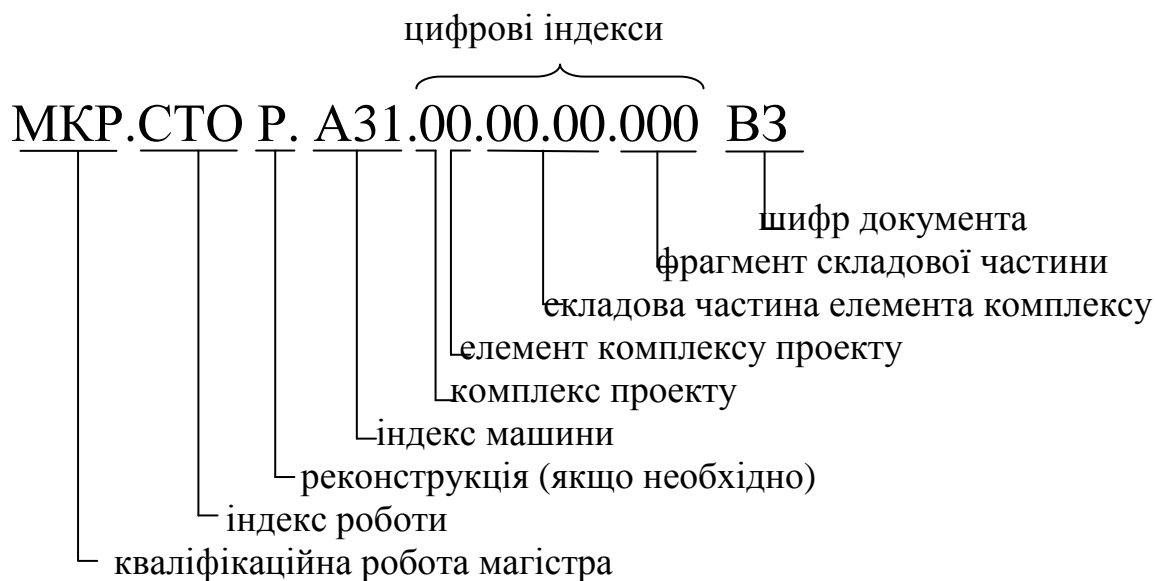 цифрові індекси
МКР.СТО Р. А31.00.00.00.000 ВЗ
шифр документа
фрагмент складової частини
складова частина елемента комплексу
елемент комплексу проекту
комплекс проекту
індекс машини
реконструкція (якщо необхідно)
індекс роботи
кваліфікаційна робота магістра